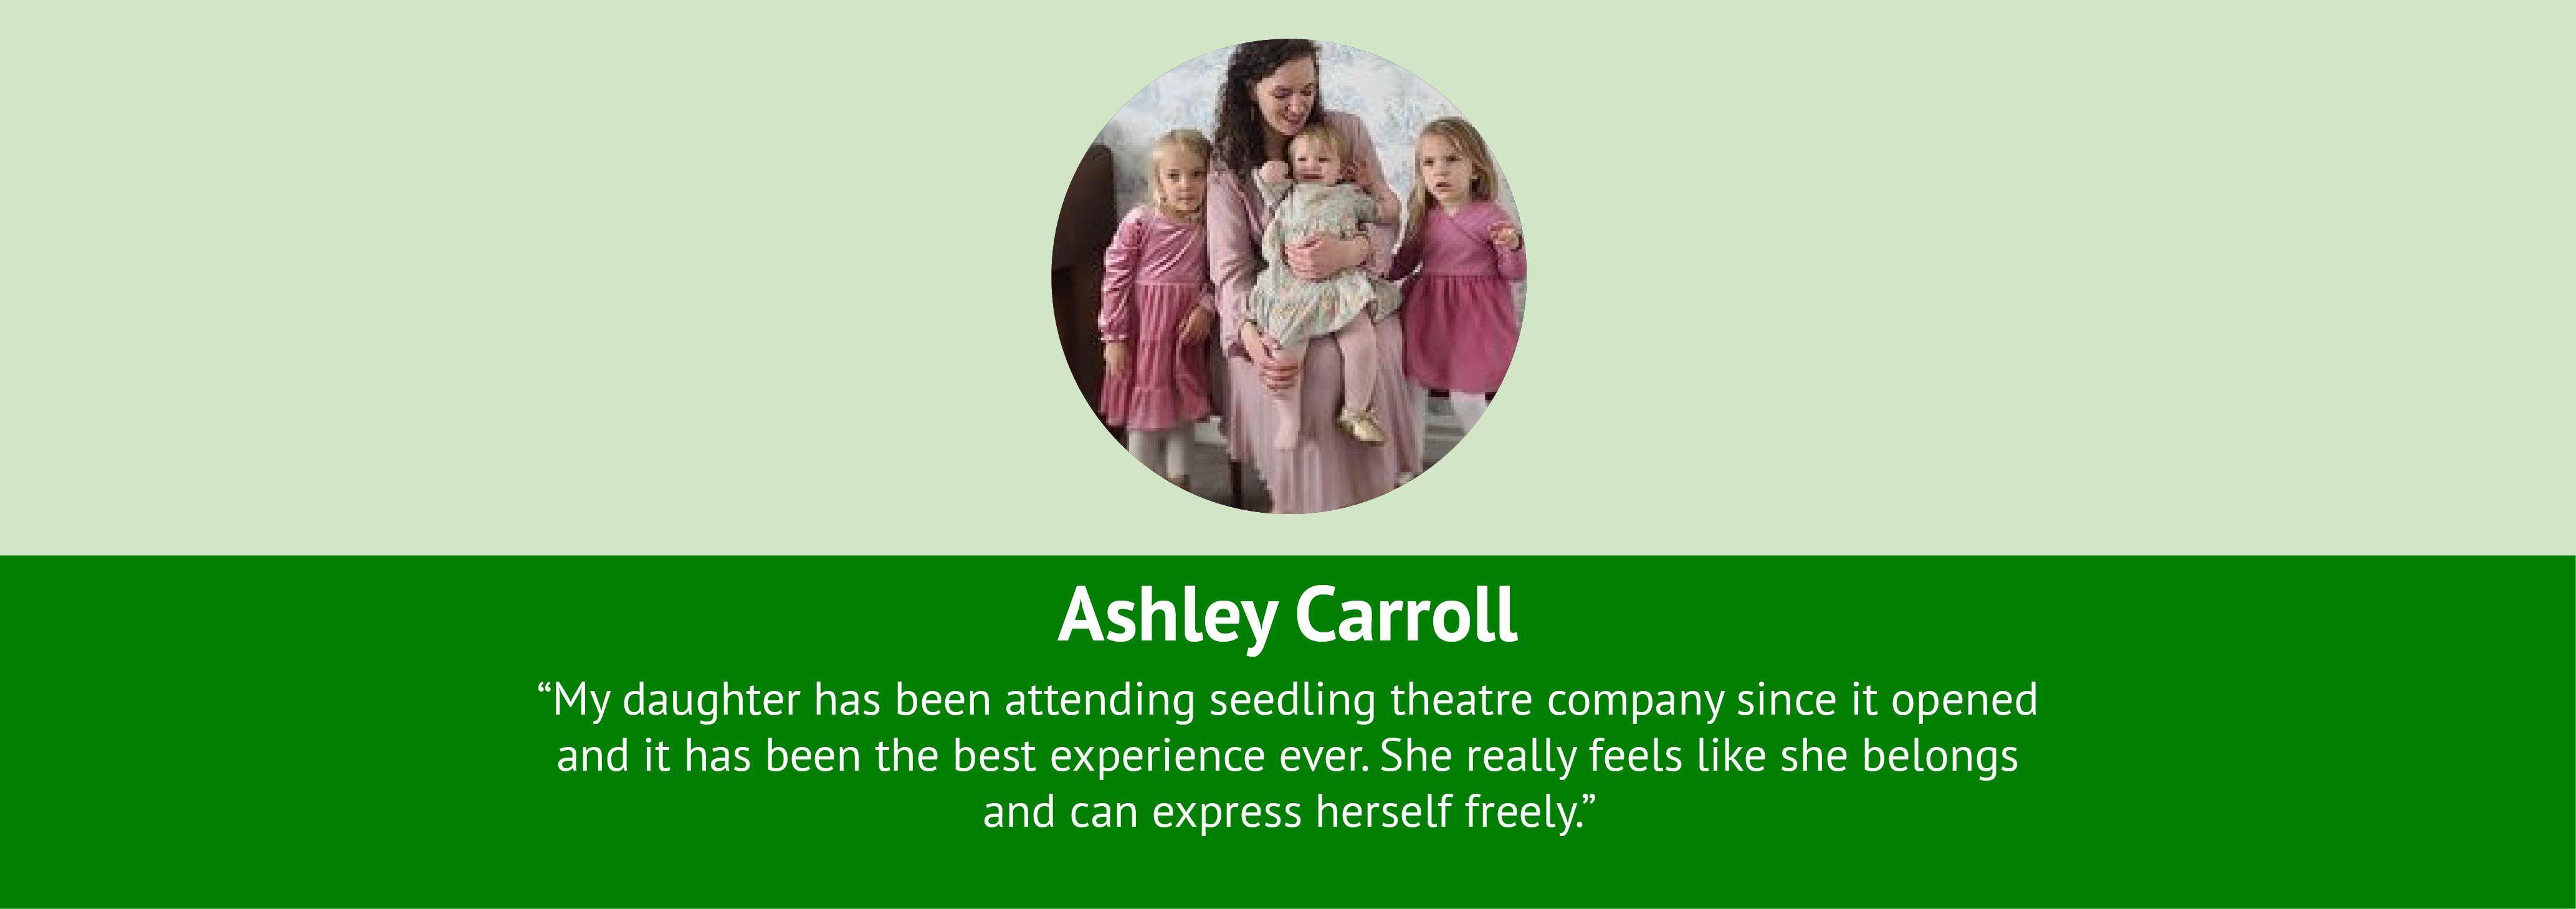 Ashley Carroll
“My daughter has been attending seedling theatre company since it opened
and it has been the best experience ever. She really feels like she belongs
and can express herself freely.”